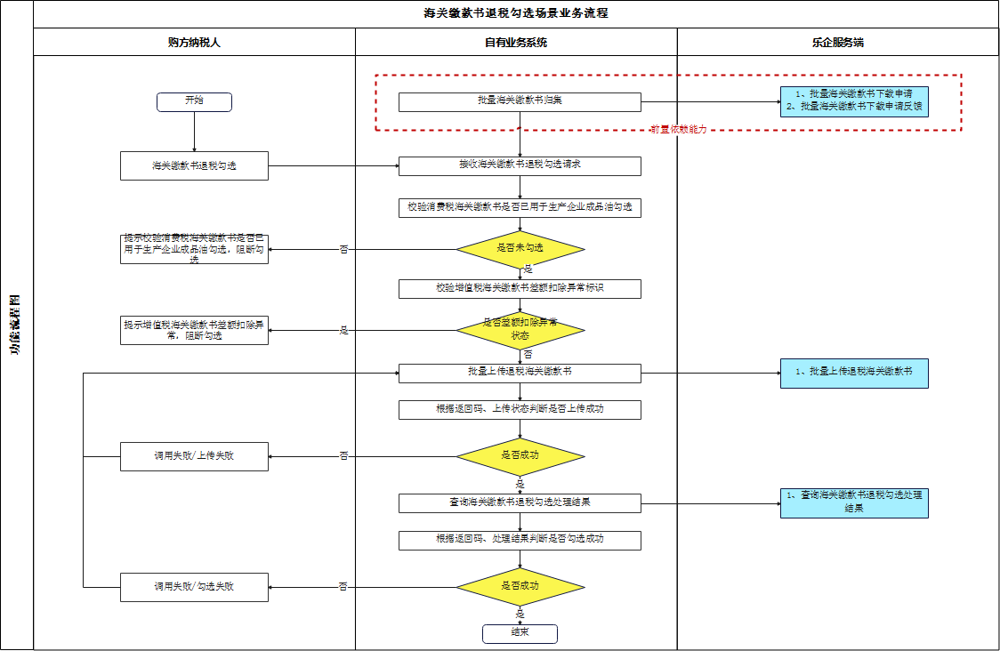 海关缴款书退税勾选场景业务流程
购方纳税人
自有业务系统
乐企服务端
功能流程图
开始
批量海关缴款书归集
1、批量海关缴款书下载申请
2、批量海关缴款书下载申请反馈
前置依赖能力
海关缴款书退税勾选
接收海关缴款书退税勾选请求
校验消费税海关缴款书是否已用于生产企业成品油勾选
提示校验消费税海关缴款书是否已
用于生产企业成品油勾选，阻断勾
选
否
是否未勾选
是
校验增值税海关缴款书差额扣除异常标识
提示增值税海关缴款书差额扣除异
常，阻断勾选
是
是否差额扣除异常
状态
否
批量上传退税海关缴款书
1、批量上传退税海关缴款书
根据返回码、上传状态判断是否上传成功
调用失败/上传失败
否
是否成功
是
查询海关缴款书退税勾选处理结果
1、查询海关缴款书退税勾选处理
结果
根据返回码、处理结果判断是否勾选成功
调用失败/勾选失败
否
是否成功
是
结束